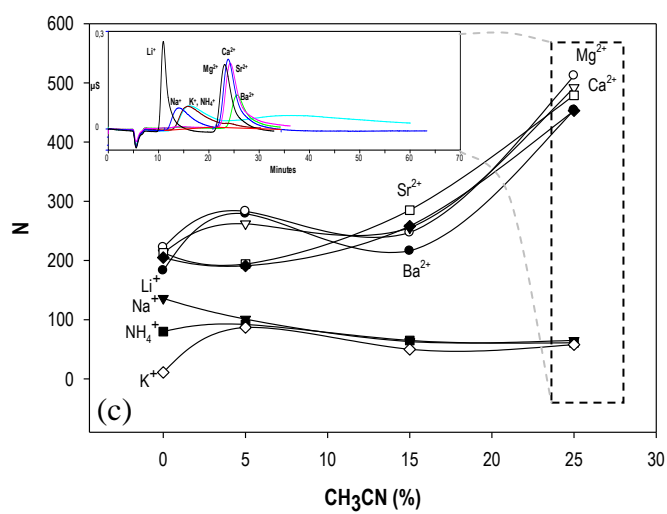 600
500
400
300
200
100
0
N
0,3
µS
0
Li⁺
Na⁺
K⁺, NH₄⁺
Mg²⁺
Ca²⁺
Sr²⁺
Ba²⁺
0 10 20 30 40 50 60 70
Minutes
Mg²⁺
Ca²⁺
Sr²⁺
Ba²⁺
Li⁺
Na⁺
NH₄⁺
K⁺
(c)
0 5 10 15 20 25 30
CH₃CN (%)